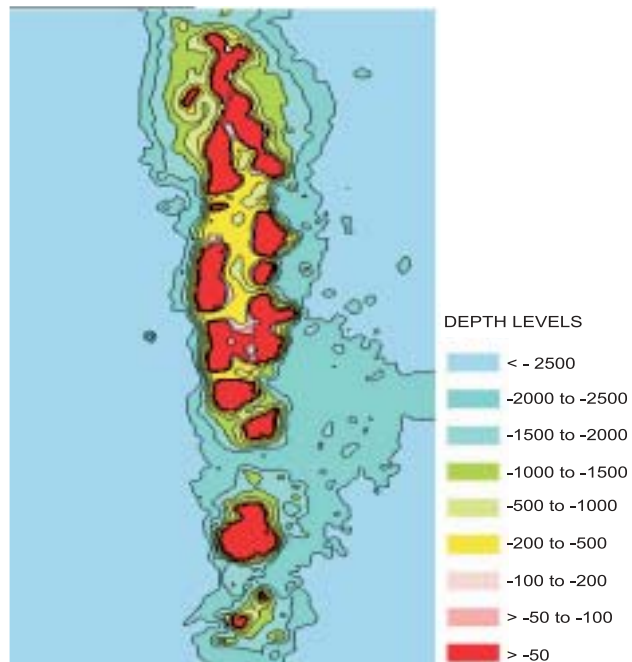 DEPTH LEVELS
< - 2500
-2000 to -2500
-1500 to -2000
-1000 to -1500
-500 to -1000
-200 to -500
-100 to -200
> -50 to -100
> -50